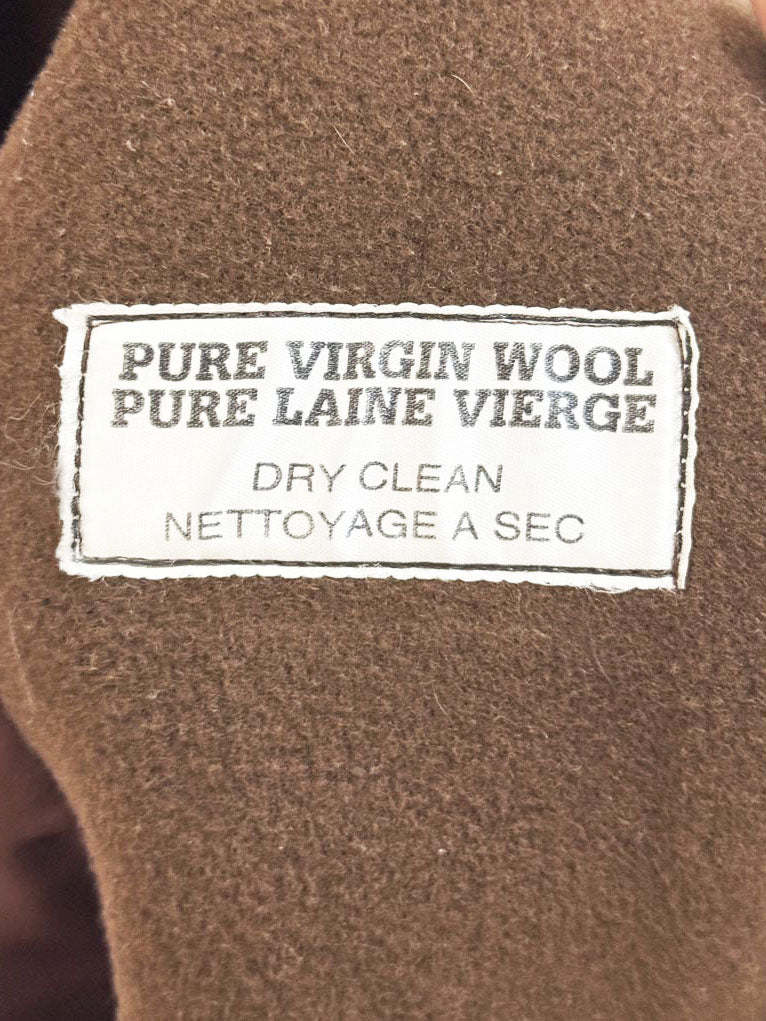 PURE VIRGIN WOOL
PURE LAINE VIERGE
DRY CLEAN
NETTOYAGE A SEC